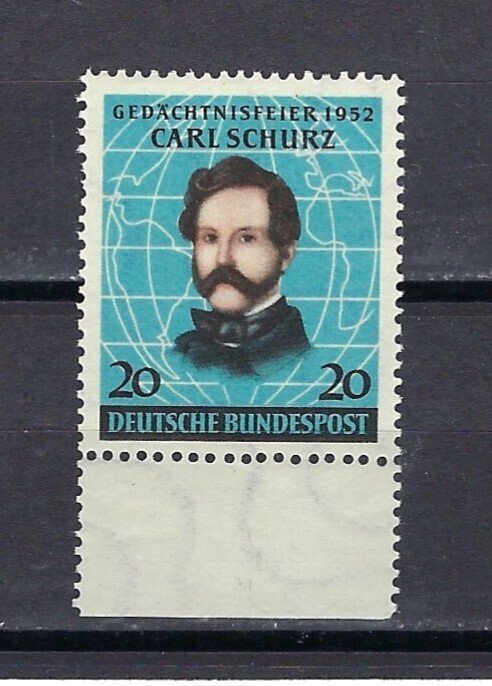 GEDÄCHTNISFEIER 1952
CARL SCHURZ
20 20
DEUTSCHE BUNDESPOST